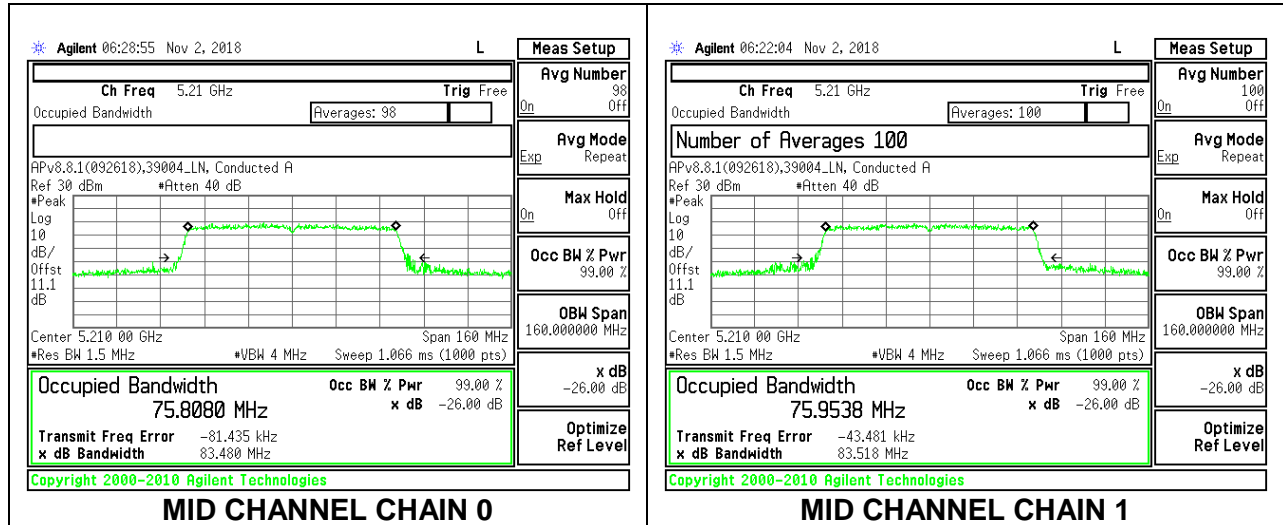 Agilent 06:28:55 Nov 2, 2018 L
Meas Setup
Ch Freq 5.21 GHz Trig Free
Occupied Bandwidth Averages: 98
APv8.8.1(092618),39004_LN, Conducted A
Ref 30 dBm #Atten 40 dB
#Peak
Log
10
dB/
Offst
11.1
dB
Center 5.210 00 GHz Span 160 MHz
#Res BW 1.5 MHz #VBW 4 MHz Sweep 1.066 ms (1000 pts)
Occupied Bandwidth Occ BW % Pwr 99.00 %
75.8080 MHz x dB -26.00 dB
Transmit Freq Error -81.435 kHz
x dB Bandwidth 83.480 MHz
Copyright 2000-2010 Agilent Technologies
Avg Number
98
On Off
Avg Mode
Exp Repeat
Max Hold
On Off
Occ BW % Pwr
99.00 %
OBW Span
160.000000 MHz
x dB
-26.00 dB
Optimize
Ref Level
MID CHANNEL CHAIN 0
Agilent 06:22:04 Nov 2, 2018 L
Meas Setup
Ch Freq 5.21 GHz Trig Free
Occupied Bandwidth Averages: 100
Number of Averages 100
APv8.8.1(092618),39004_LN, Conducted A
Ref 30 dBm #Atten 40 dB
#Peak
Log
10
dB/
Offst
11.1
dB
Center 5.210 00 GHz Span 160 MHz
#Res BW 1.5 MHz #VBW 4 MHz Sweep 1.066 ms (1000 pts)
Occupied Bandwidth Occ BW % Pwr 99.00 %
75.9538 MHz x dB -26.00 dB
Transmit Freq Error -43.481 kHz
x dB Bandwidth 83.518 MHz
Copyright 2000-2010 Agilent Technologies
Avg Number
100
On Off
Avg Mode
Exp Repeat
Max Hold
On Off
Occ BW % Pwr
99.00 %
OBW Span
160.000000 MHz
x dB
-26.00 dB
Optimize
Ref Level
MID CHANNEL CHAIN 1